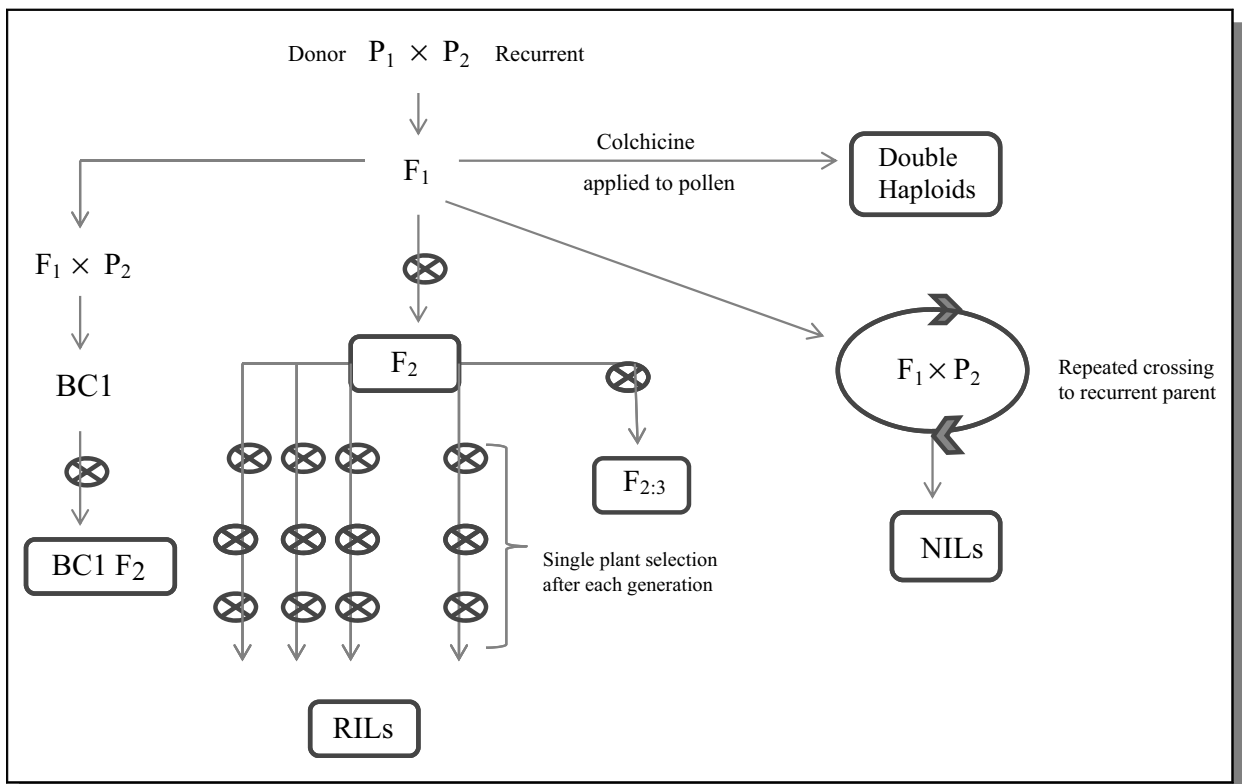 Donor P₁ × P₂ Recurrent
F₁
Colchicine
applied to pollen
Double
Haploids
F₁ × P₂
BC1
BC1 F₂
F₂
F₂:₃
Single plant selection
after each generation
RILs
F₁ × P₂
Repeated crossing
to recurrent parent
NILs